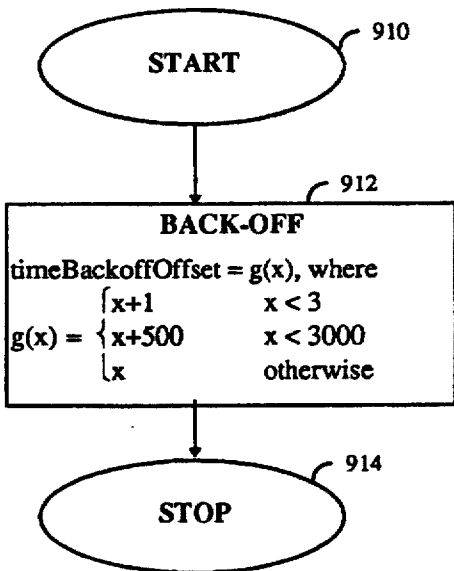 910
START
912
BACK-OFF
timeBackoffOffset = g(x), where
x+1 x < 3
g(x) = { x+500 x < 3000
x otherwise
914
STOP